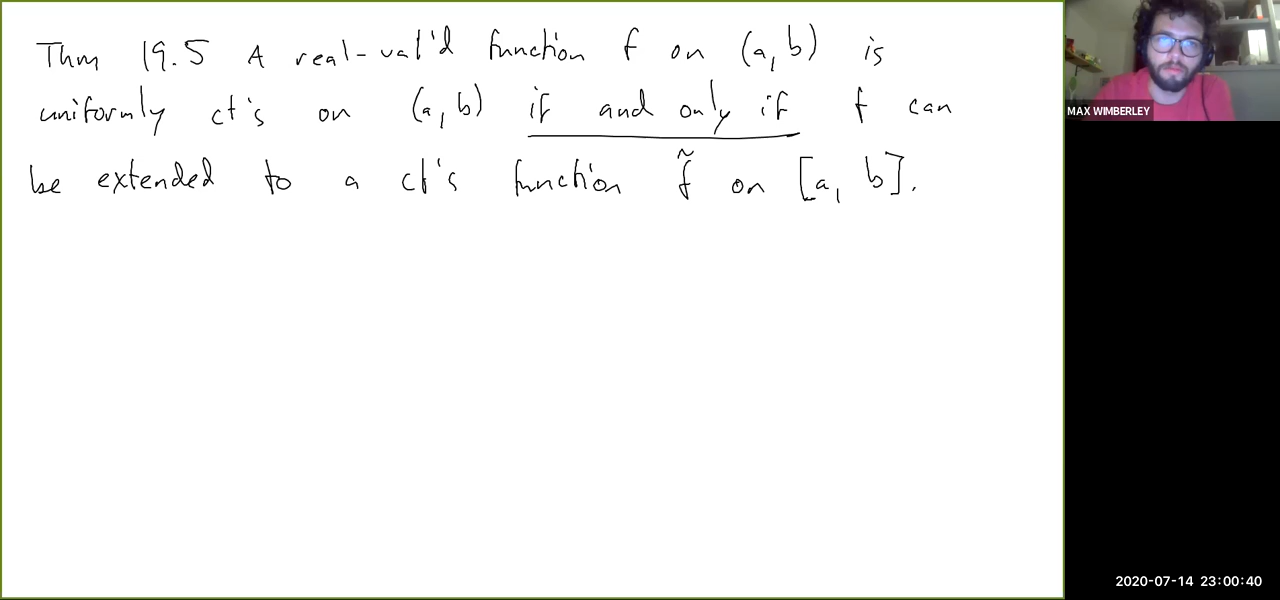 Thm 19.5 A real-val'd function f on (a, b) is
uniformly ct's on (a, b) if and only if f can
be extended to a ct's function f̃ on [a, b].
MAX WIMBERLEY
2020-07-14 23:00:40